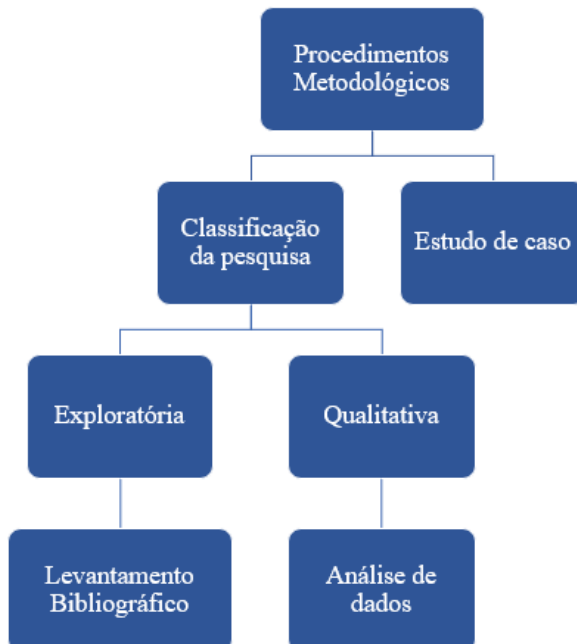 Procedimentos
Metodológicos
Classificação
da pesquisa
Estudo de caso
Exploratória
Qualitativa
Levantamento
Bibliográfico
Análise de
dados